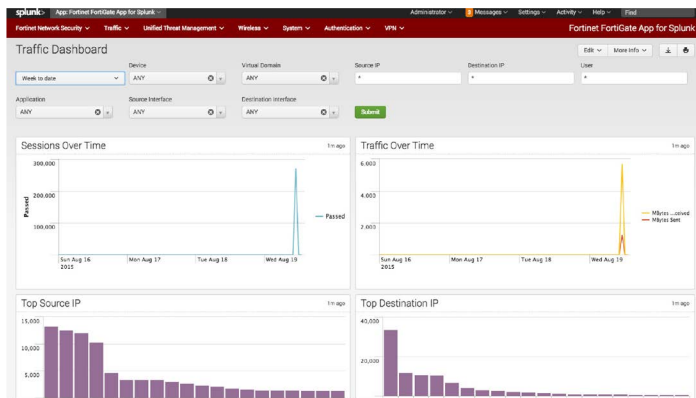 splunk> App: Fortinet FortiGate App for Splunk Administrator 2 Messages Settings Activity Help Find
Fortinet Network Security Traffic Unified Threat Management Wireless System Authentication VPN Fortinet FortiGate App for Splunk
Traffic Dashboard Edit More Info
Device Virtual Domain Source IP Destination IP User
Week to date ANY ANY * * *
Application Source Interface Destination Interface
ANY ANY ANY Submit
Sessions Over Time 1m ago
300,000
200,000
100,000
Passed
Passed
Sun Aug 16 Mon Aug 17 Tue Aug 18 Wed Aug 19
2015
Traffic Over Time 1m ago
6,000
4,000
2,000
MBytes ...ceived
MBytes Sent
Sun Aug 16 Mon Aug 17 Tue Aug 18 Wed Aug 19
2015
Top Source IP 1m ago
15,000
10,000
5,000
Top Destination IP 1m ago
40,000
20,000